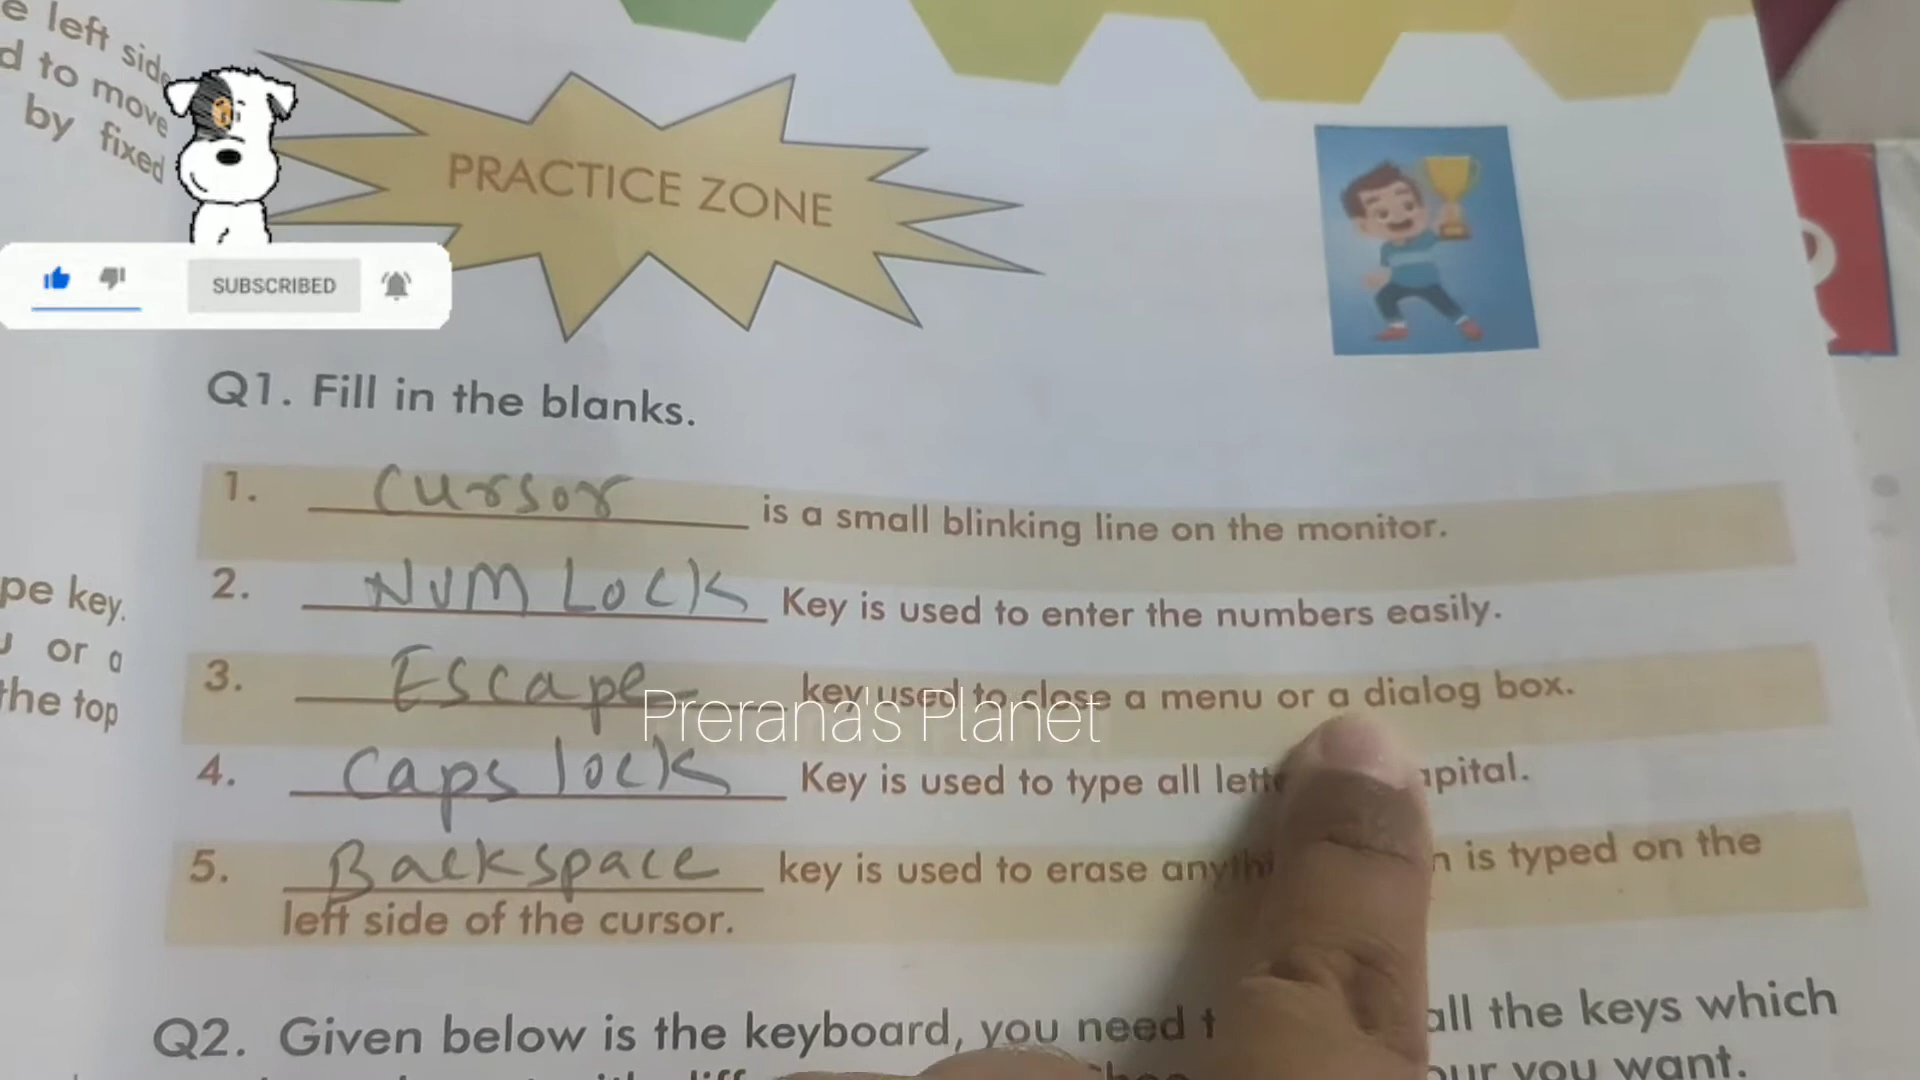 e left side
d to move
by fixed
PRACTICE ZONE
SUBSCRIBED
Q1. Fill in the blanks.
1. Cursor is a small blinking line on the monitor.
2. NUM Lock Key is used to enter the numbers easily.
3. Escape key used to close a menu or a dialog box.
Prerana's Planet
4. Caps lock Key is used to type all lette apital.
5. Backspace key is used to erase anythi n is typed on the
left side of the cursor.
pe key.
or a
the top
Q2. Given below is the keyboard, you need t all the keys which
our you want.